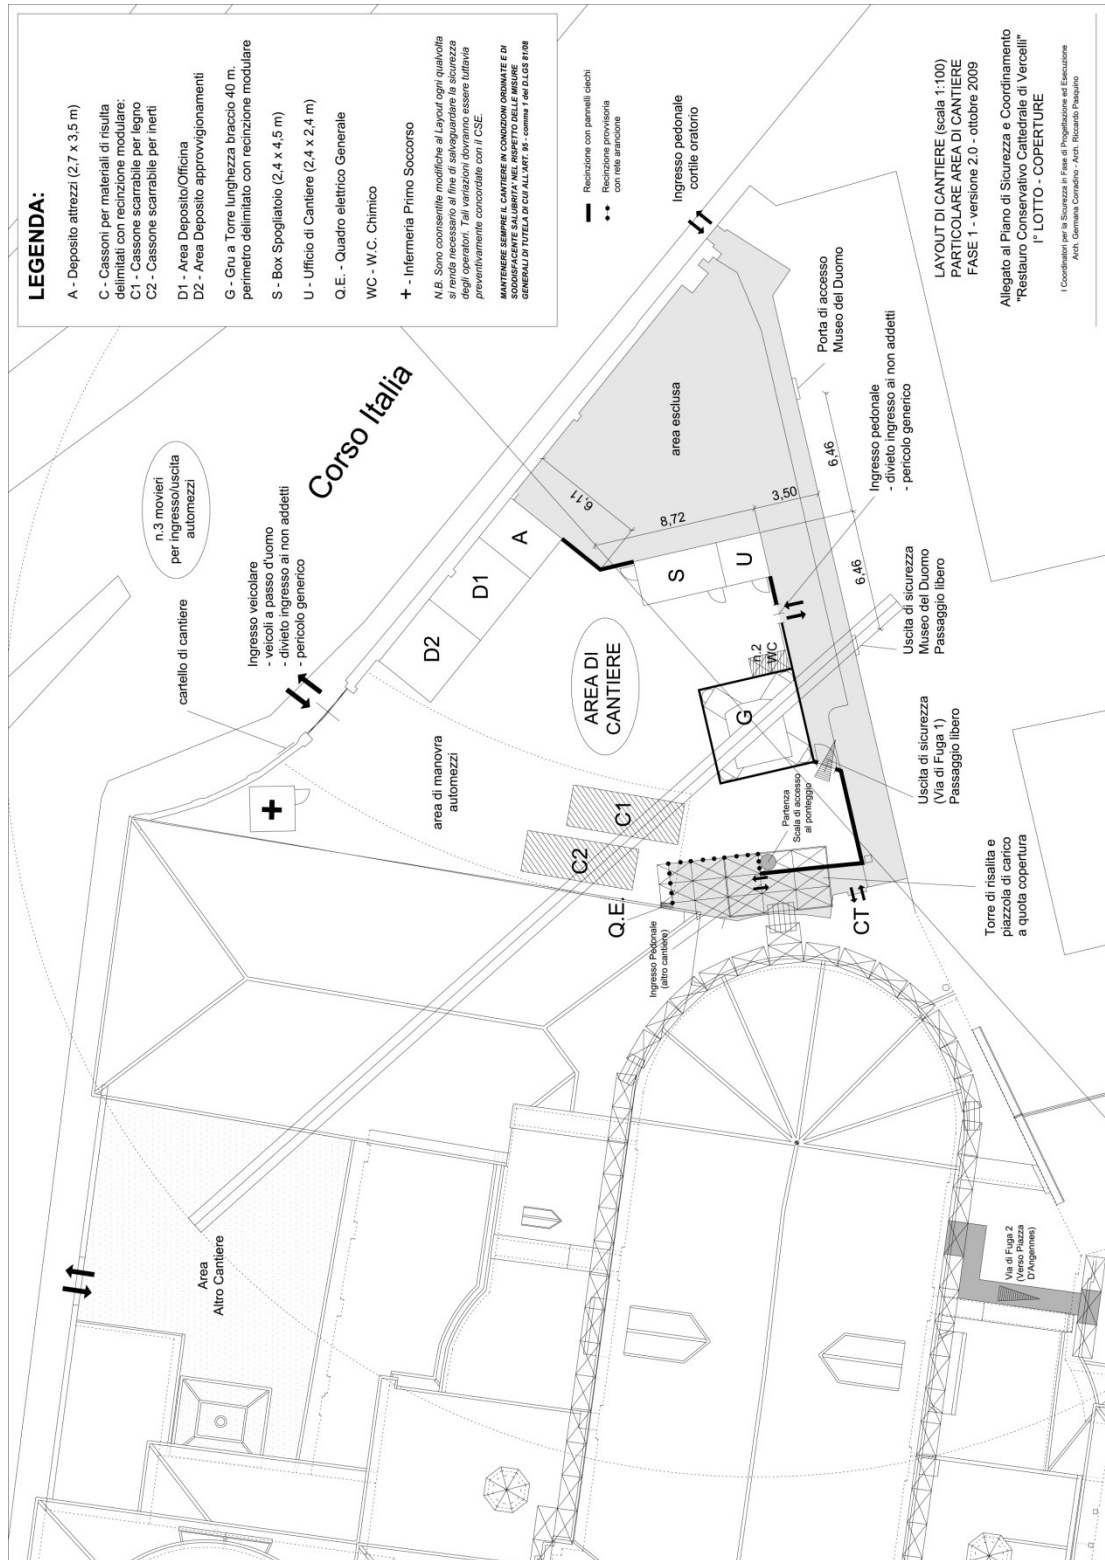 LEGENDA:
A - Deposito attrezzi (2,7 x 3,5 m)
C - Cassoni per materiali di risulta
delimitati con recinzione modulare:
C1 - Cassone scarrabile per legno
C2 - Cassone scarrabile per inerti
D1 - Area Deposito/Officina
D2 - Area Deposito approvvigionamenti
G - Gru a Torre lunghezza braccio 40 m.
perimetro delimitato con recinzione modulare
S - Box Spogliatoio (2,4 x 4,5 m)
U - Ufficio di Cantiere (2,4 x 2,4 m)
Q.E. - Quadro elettrico Generale
WC - W.C. Chimico
+ - Infermeria Primo Soccorso
N.B. Sono consentite modifiche al Layout ogni qualvolta
si renda necessario al fine di salvaguardare la sicurezza
degli operatori. Tali variazioni dovranno essere tuttavia
preventivamente concordate con il CSE.
MANTENERE SEMPRE IL CANTIERE IN CONDIZIONI ORDINATE E DI
SODDISFACENTE SALUBRITA' NEL RISPETTO DELLE MISURE
GENERALI DI TUTELA DI CUI ALL'ART. 95 - comma 1 del D.LGS 81/08
Recinzione con pannelli ciechi
Recinzione provvisoria
con rete arancione
Ingresso pedonale
cortile oratorio
LAYOUT DI CANTIERE (scala 1:100)
PARTICOLARE AREA DI CANTIERE
FASE 1 - versione 2.0 - ottobre 2009
Allegato al Piano di Sicurezza e Coordinamento
"Restauro Conservativo Cattedrale di Vercelli"
I° LOTTO - COPERTURE
I Coordinatori per la Sicurezza in Fase di Progettazione ed Esecuzione
Arch. Germana Corradino - Arch. Riccardo Pasquino
n.3 movieri
per ingresso/uscita
automezzi
Corso Italia
cartello di cantiere
Ingresso veicolare
- veicoli a passo d'uomo
- divieto ingresso ai non addetti
- pericolo generico
D2
D1
A
6,11
area esclusa
8,72
3,50
6,46
6,46
Porta di accesso
Museo del Duomo
Ingresso pedonale
- divieto ingresso ai non addetti
- pericolo generico
S
U
AREA DI
CANTIERE
n.2
WC
G
Uscita di sicurezza
Museo del Duomo
Passaggio libero
Uscita di sicurezza
(Via di Fuga 1)
Passaggio libero
+
area di manovra
automezzi
C1
C2
Q.E.
Partenza
Scala di accesso
al ponteggio
Ingresso Pedonale
(altro cantiere)
CT
Torre di risalita e
piazzola di carico
a quota copertura
Area
Altro Cantiere
Via di Fuga 2
(Verso Piazza
D'Angennes)